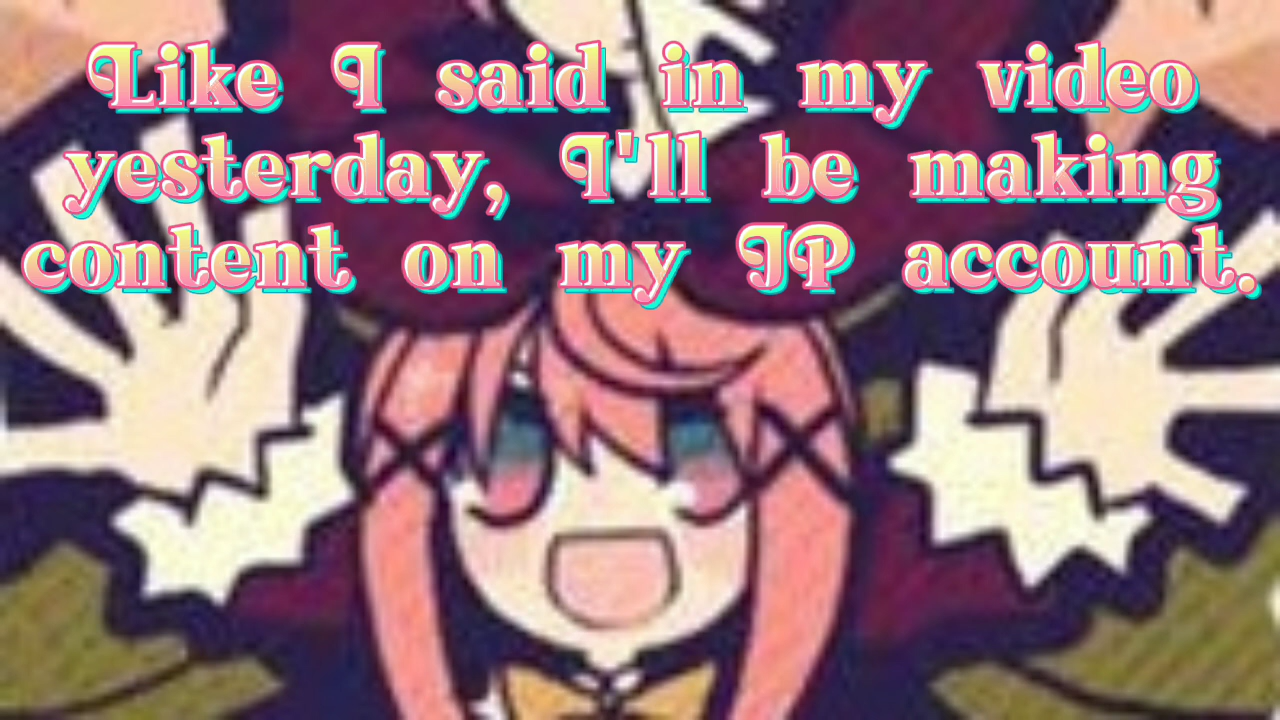 Like I said in my video
yesterday, I'll be making
content on my JP account.